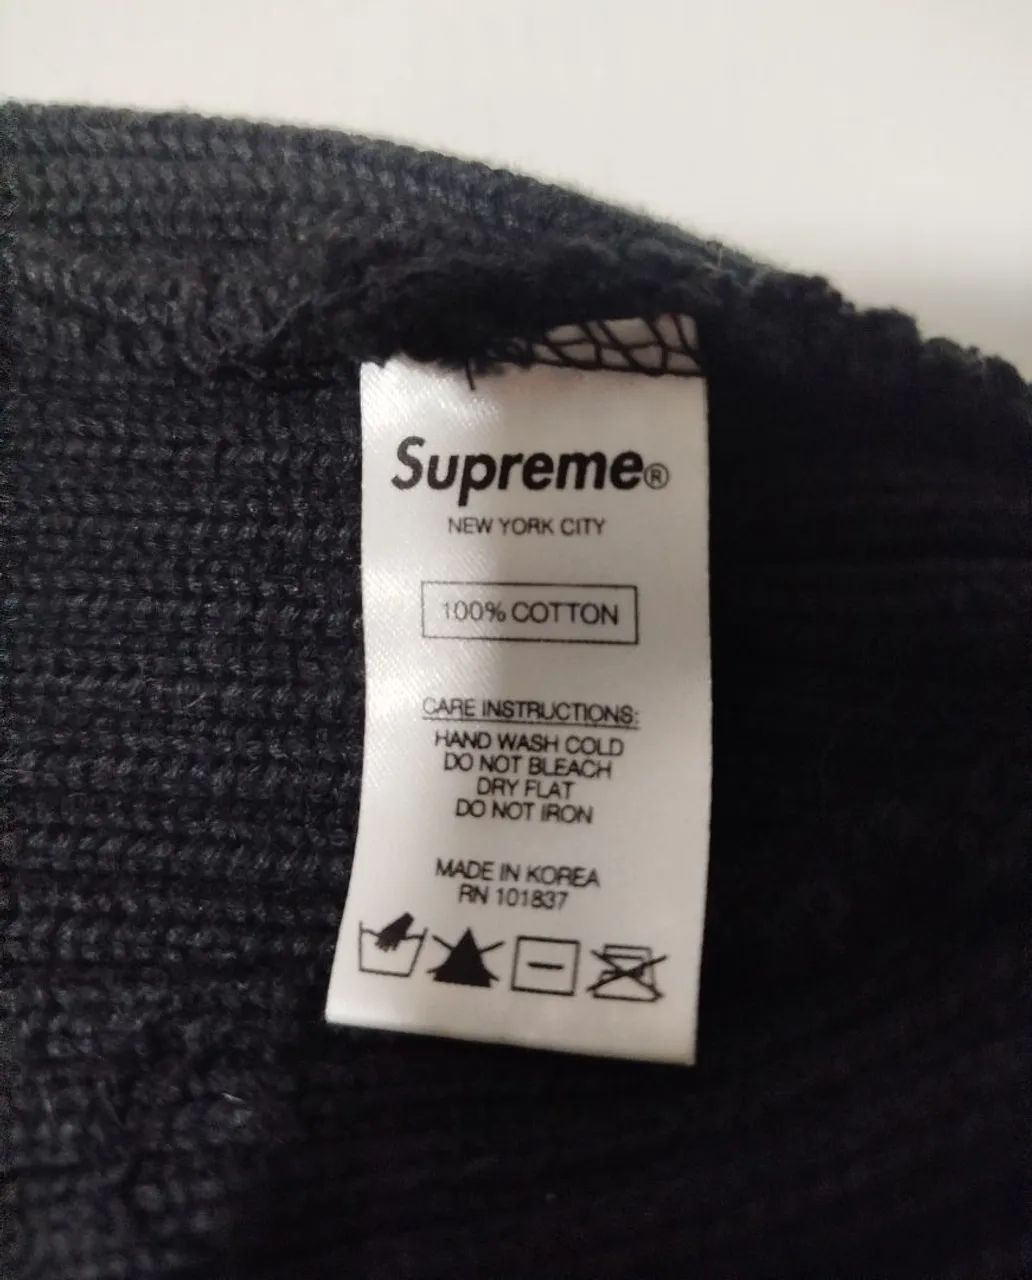 Supreme®
NEW YORK CITY
100% COTTON
CARE INSTRUCTIONS:
HAND WASH COLD
DO NOT BLEACH
DRY FLAT
DO NOT IRON
MADE IN KOREA
RN 101837